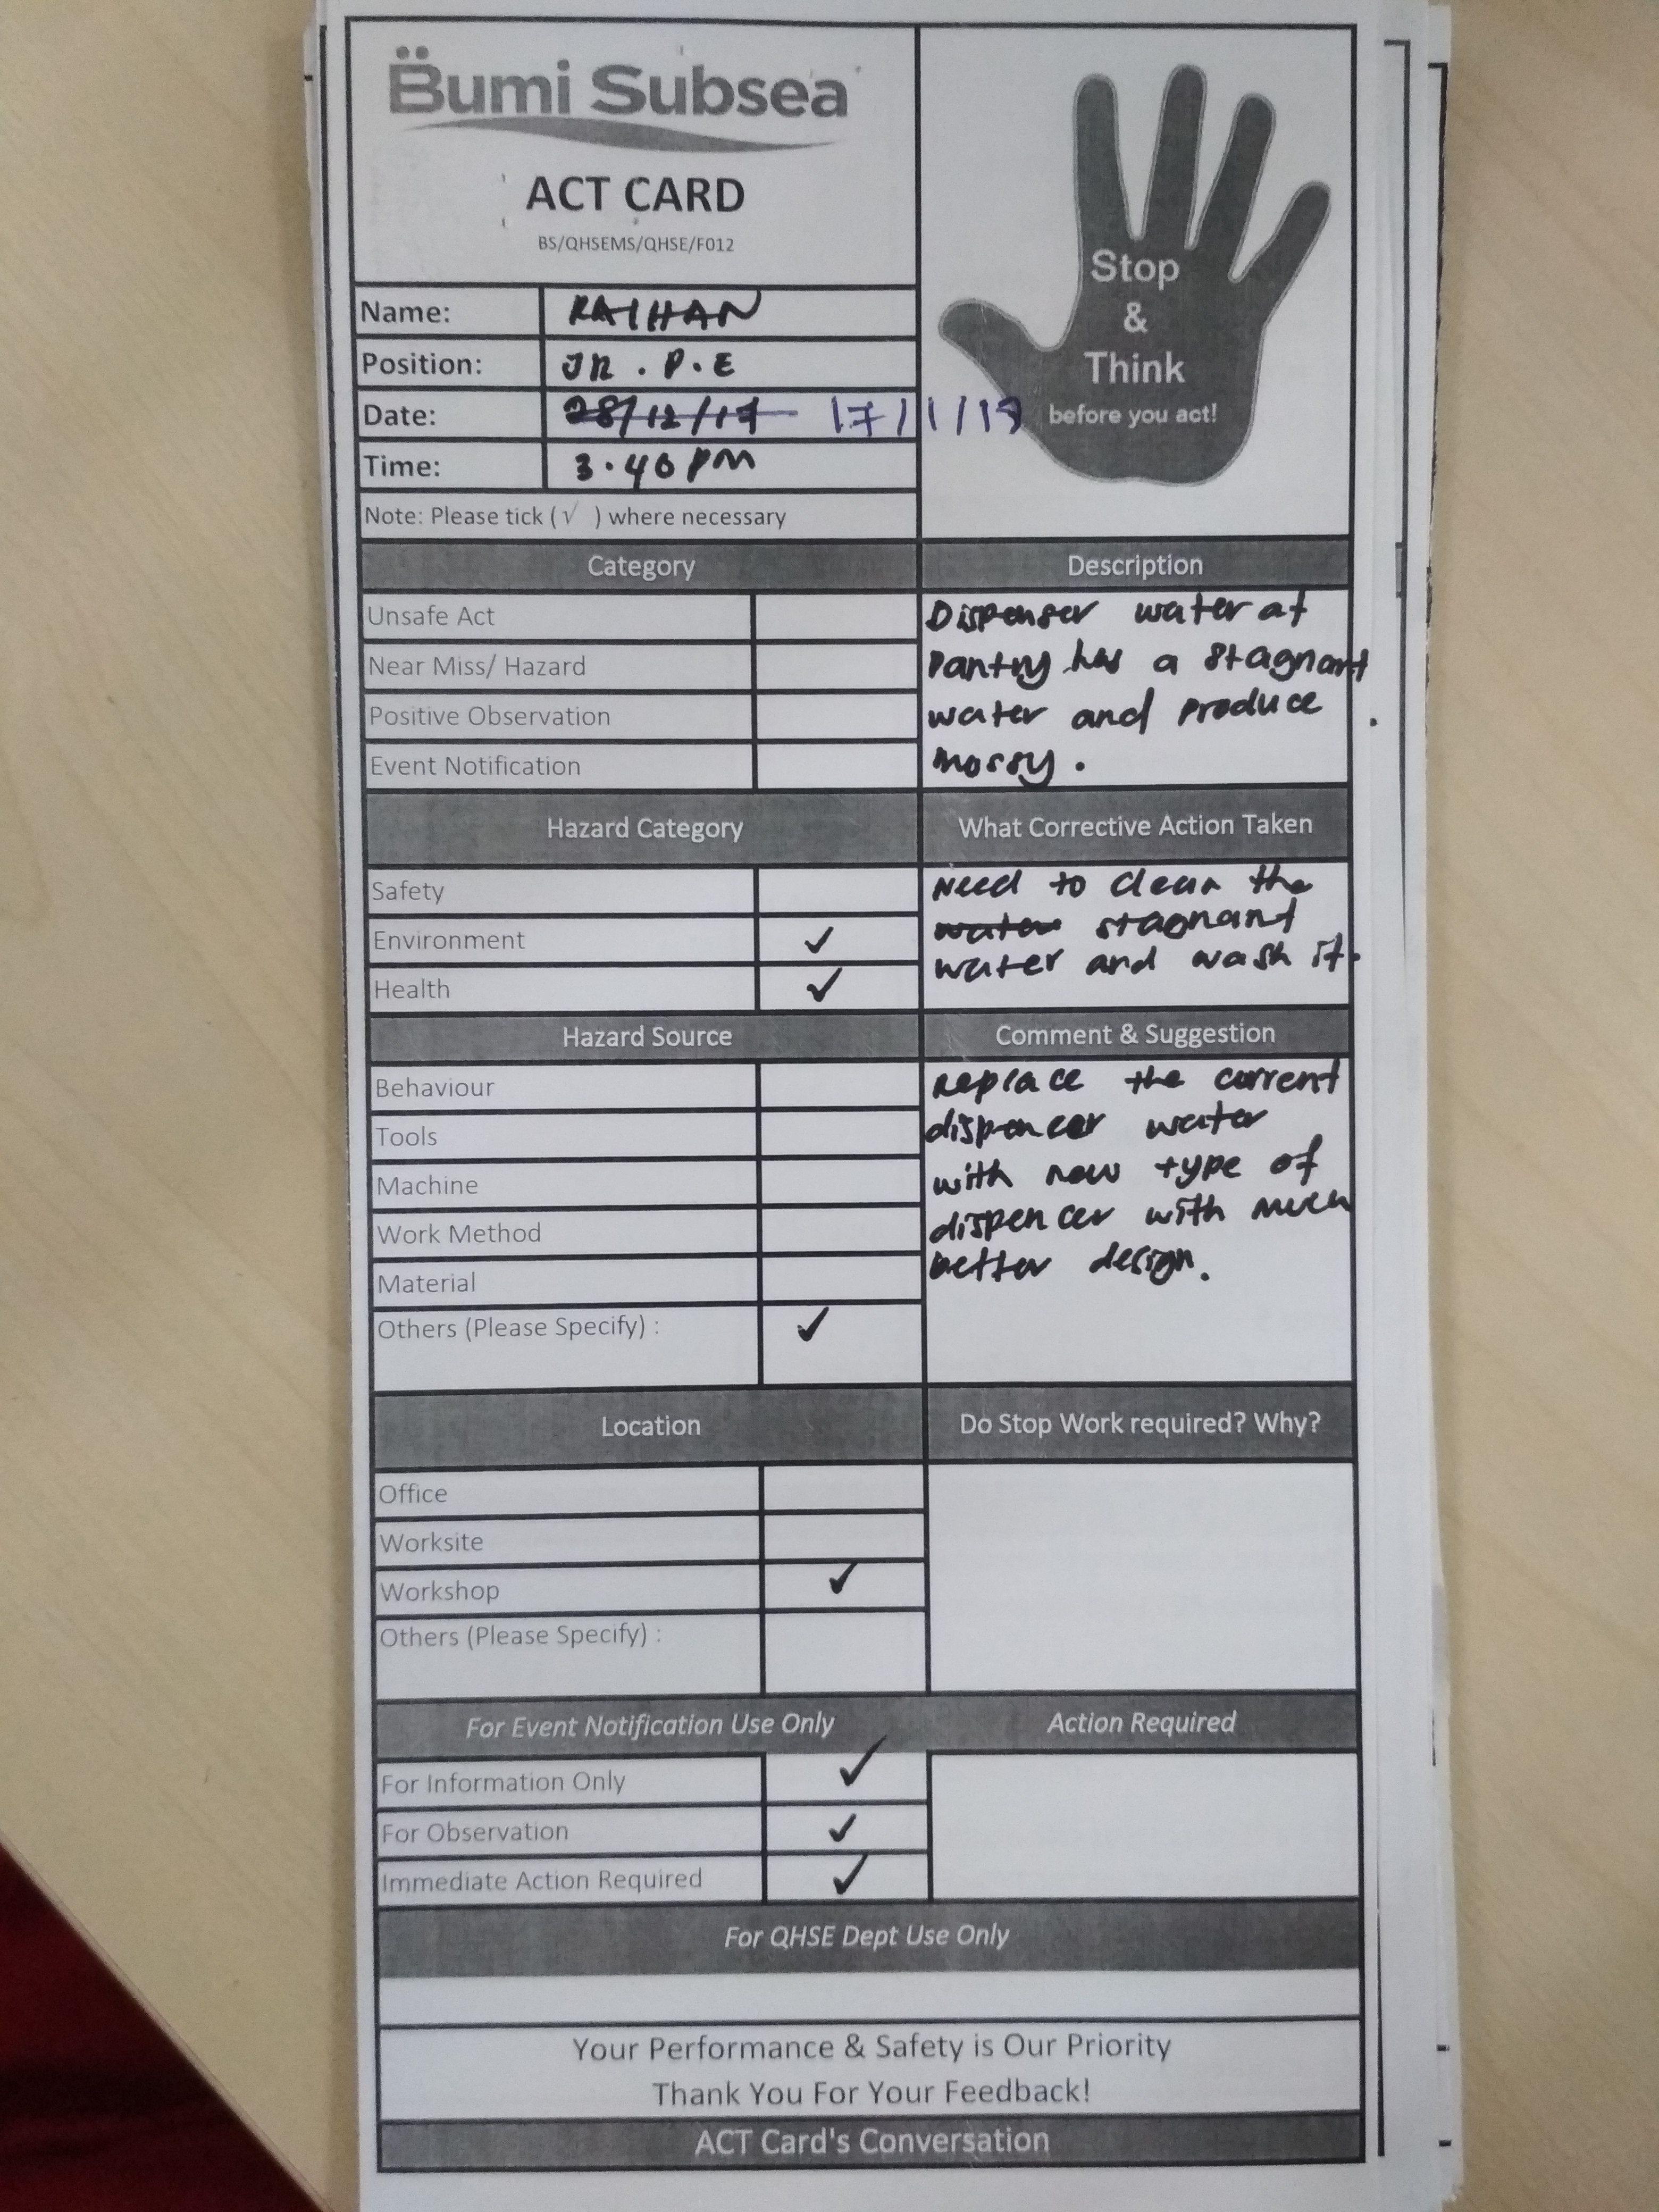 Bumi Subsea
ACT CARD
BS/QHSEMS/QHSE/F012
Stop
&
Think
before you act!
Name: RAIHAN
Position: JR . P.E
Date: 28/12/17 17/1/18
Time: 3.40 PM
Note: Please tick (√ ) where necessary
Category
Description
Unsafe Act
Near Miss/ Hazard
Positive Observation
Event Notification
Dispenser water at
Pantry has a stagnant
water and produce
mossy.
Hazard Category
What Corrective Action Taken
Safety
Environment ✓
Health ✓
Need to clean the
water stagnant
water and wash it.
Hazard Source
Comment & Suggestion
Behaviour
Tools
Machine
Work Method
Material
Others (Please Specify) : ✓
Replace the current
dispencer water
with new type of
dispencer with much
better design.
Location
Do Stop Work required? Why?
Office
Worksite
Workshop ✓
Others (Please Specify) :
For Event Notification Use Only
Action Required
For Information Only ✓
For Observation ✓
Immediate Action Required ✓
For QHSE Dept Use Only
Your Performance & Safety is Our Priority
Thank You For Your Feedback!
ACT Card's Conversation